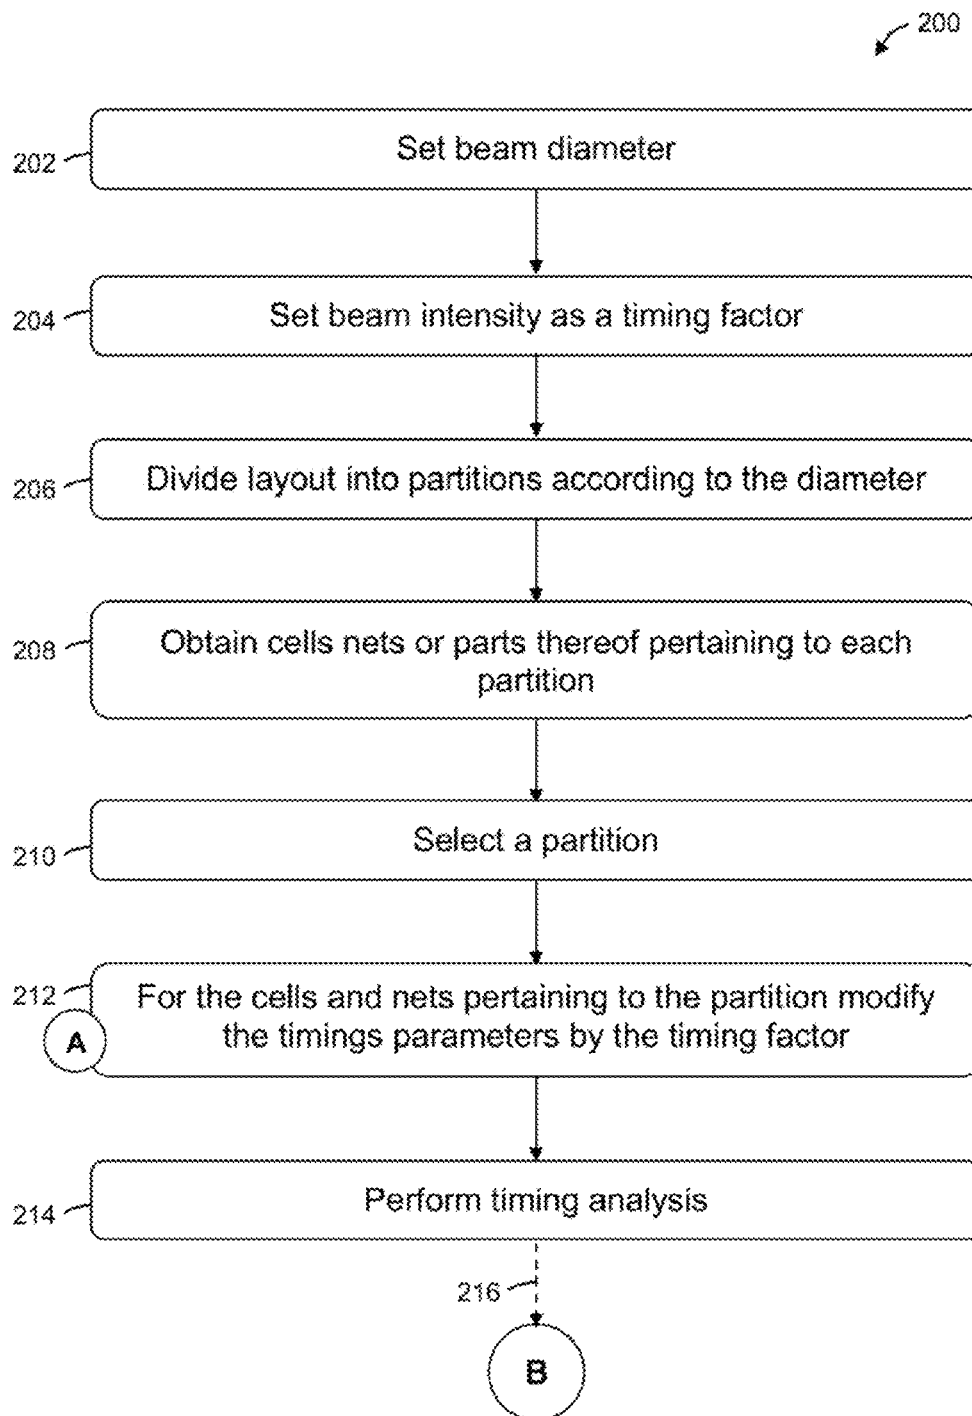 200
202
Set beam diameter
204
Set beam intensity as a timing factor
206
Divide layout into partitions according to the diameter
208
Obtain cells nets or parts thereof pertaining to each
partition
210
Select a partition
212
A
For the cells and nets pertaining to the partition modify
the timings parameters by the timing factor
214
Perform timing analysis
216
B